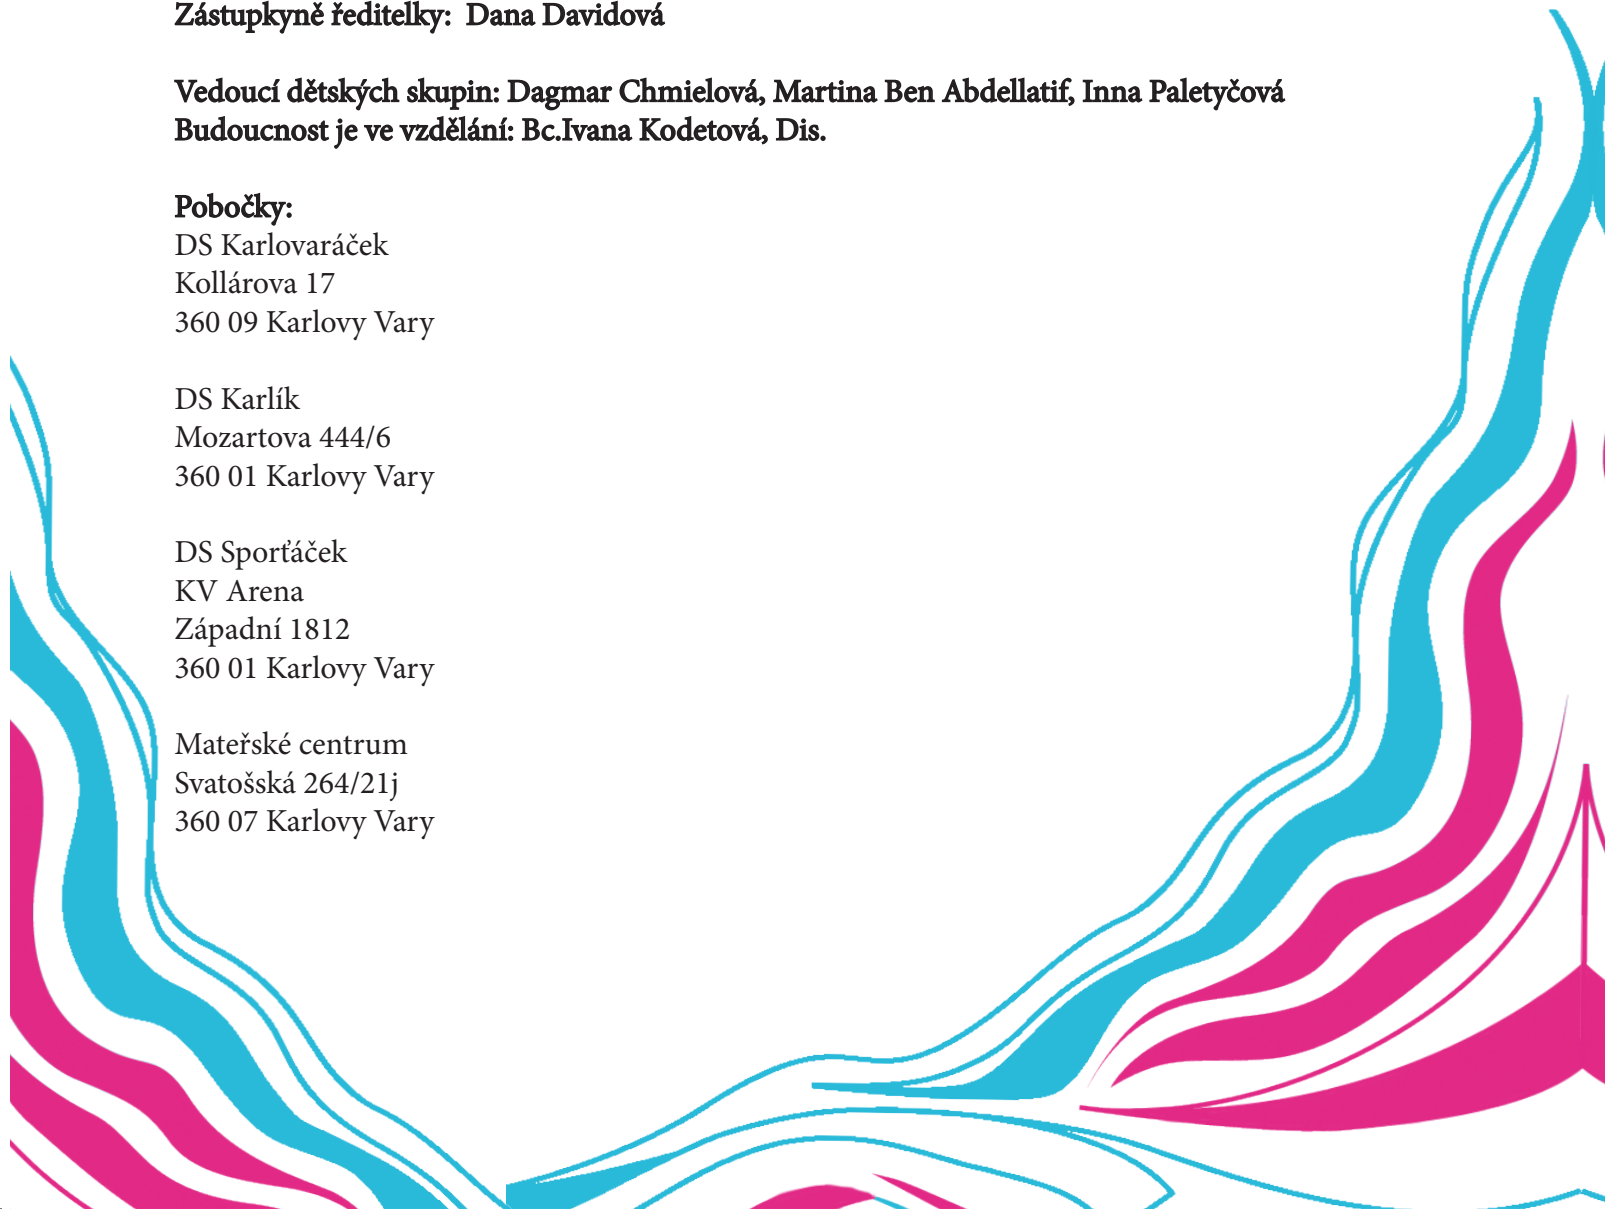 Zástupkyně ředitelky: Dana Davidová
Vedoucí dětských skupin: Dagmar Chmielová, Martina Ben Abdellatif, Inna Paletyčová
Budoucnost je ve vzdělání: Bc.Ivana Kodetová, Dis.
Pobočky:
DS Karlovaráček
Kollárova 17
360 09 Karlovy Vary
DS Karlík
Mozartova 444/6
360 01 Karlovy Vary
DS Sporťáček
KV Arena
Západní 1812
360 01 Karlovy Vary
Mateřské centrum
Svatošská 264/21j
360 07 Karlovy Vary